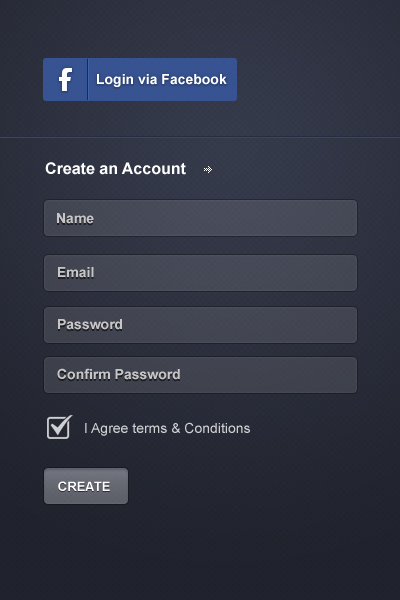 f Login via Facebook
Create an Account
Name
Email
Password
Confirm Password
I Agree terms & Conditions
CREATE